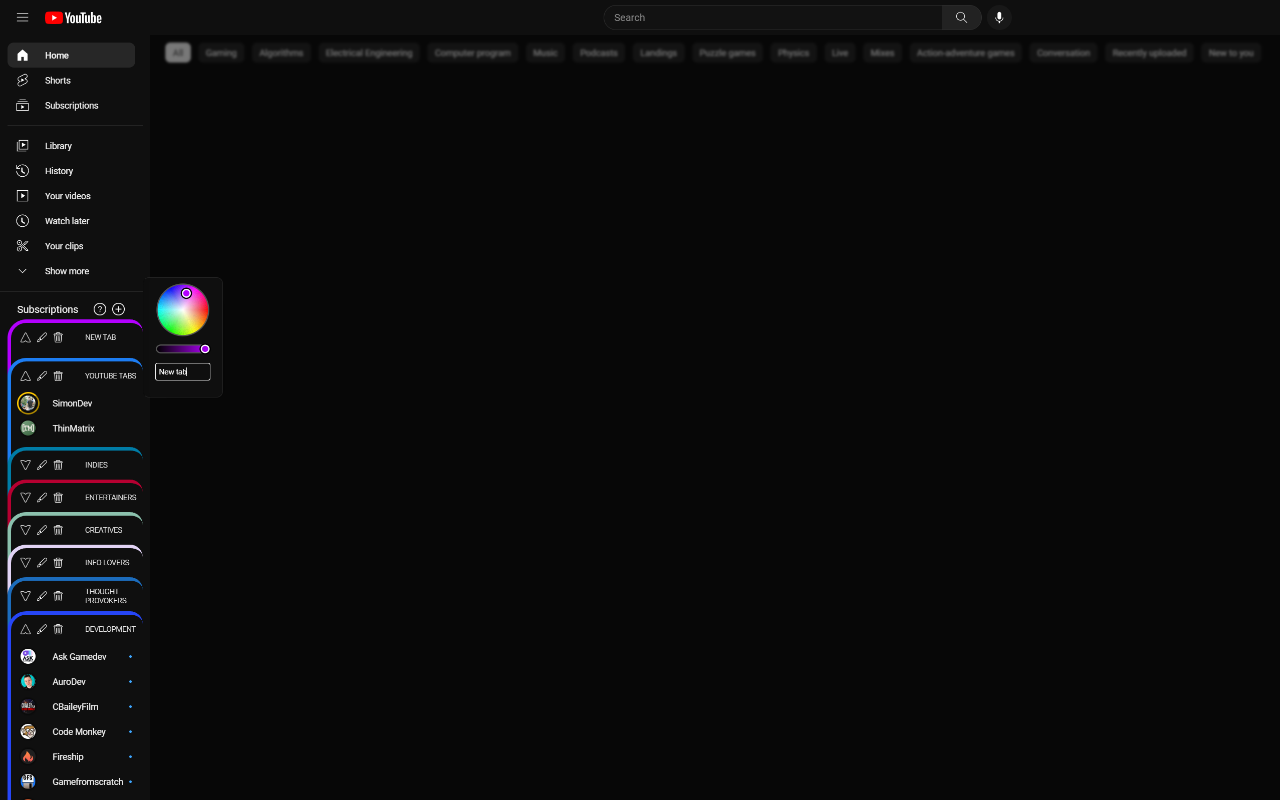 YouTube
Search
All
Gaming
Algorithms
Electrical Engineering
Computer program
Music
Podcasts
Landings
Puzzle games
Physics
Live
Mixes
Action-adventure games
Conversation
Recently uploaded
New to you
Home
Shorts
Subscriptions
Library
History
Your videos
Watch later
Your clips
Show more
Subscriptions
?
NEW TAB
New tab
YOUTUBE TABS
SimonDev
ThinMatrix
INDIES
ENTERTAINERS
CREATIVES
INFO LOVERS
THOUGHT
PROVOKERS
DEVELOPMENT
Ask Gamedev
AuroDev
CBaileyFilm
Code Monkey
Fireship
Gamefromscratch